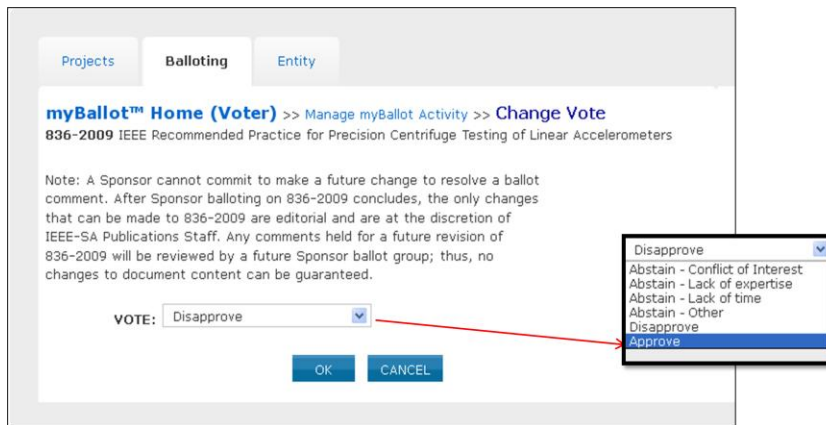 Projects Balloting Entity
myBallot™ Home (Voter) >> Manage myBallot Activity >> Change Vote
836-2009 IEEE Recommended Practice for Precision Centrifuge Testing of Linear Accelerometers
Note: A Sponsor cannot commit to make a future change to resolve a ballot
comment. After Sponsor balloting on 836-2009 concludes, the only changes
that can be made to 836-2009 are editorial and are at the discretion of
IEEE-SA Publications Staff. Any comments held for a future revision of
836-2009 will be reviewed by a future Sponsor ballot group; thus, no
changes to document content can be guaranteed.
VOTE: Disapprove
OK CANCEL
Disapprove
Abstain - Conflict of Interest
Abstain - Lack of expertise
Abstain - Lack of time
Abstain - Other
Disapprove
Approve